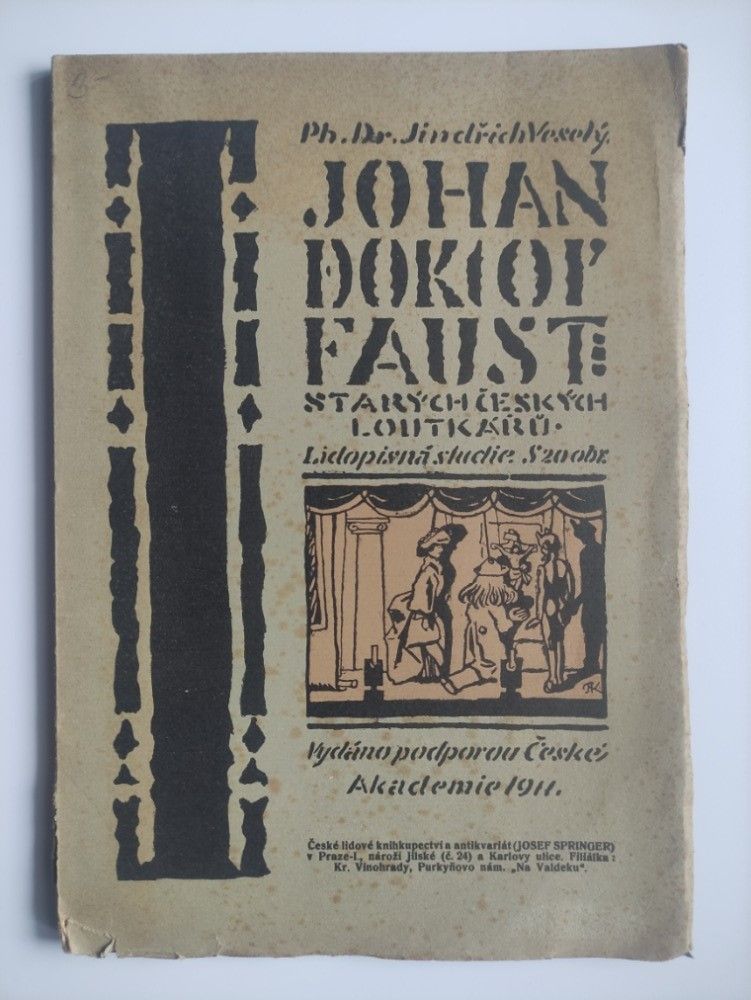 Ph. Dr. Jindřich Veselý.
JOHAN
DOKTOR
FAUST
STARÝCH ČESKÝCH
LOUTKÁŘŮ.
Lidopisná studie. S 20 obr.
Vydáno podporou České
Akademie 1911.
České lidové knihkupectví a antikvariát (JOSEF SPRINGER)
v Praze-I., nároží Jilské (č. 24) a Karlovy ulice. Filiálka:
Kr. Vinohrady, Purkyňovo nám. „Na Valdeku“.